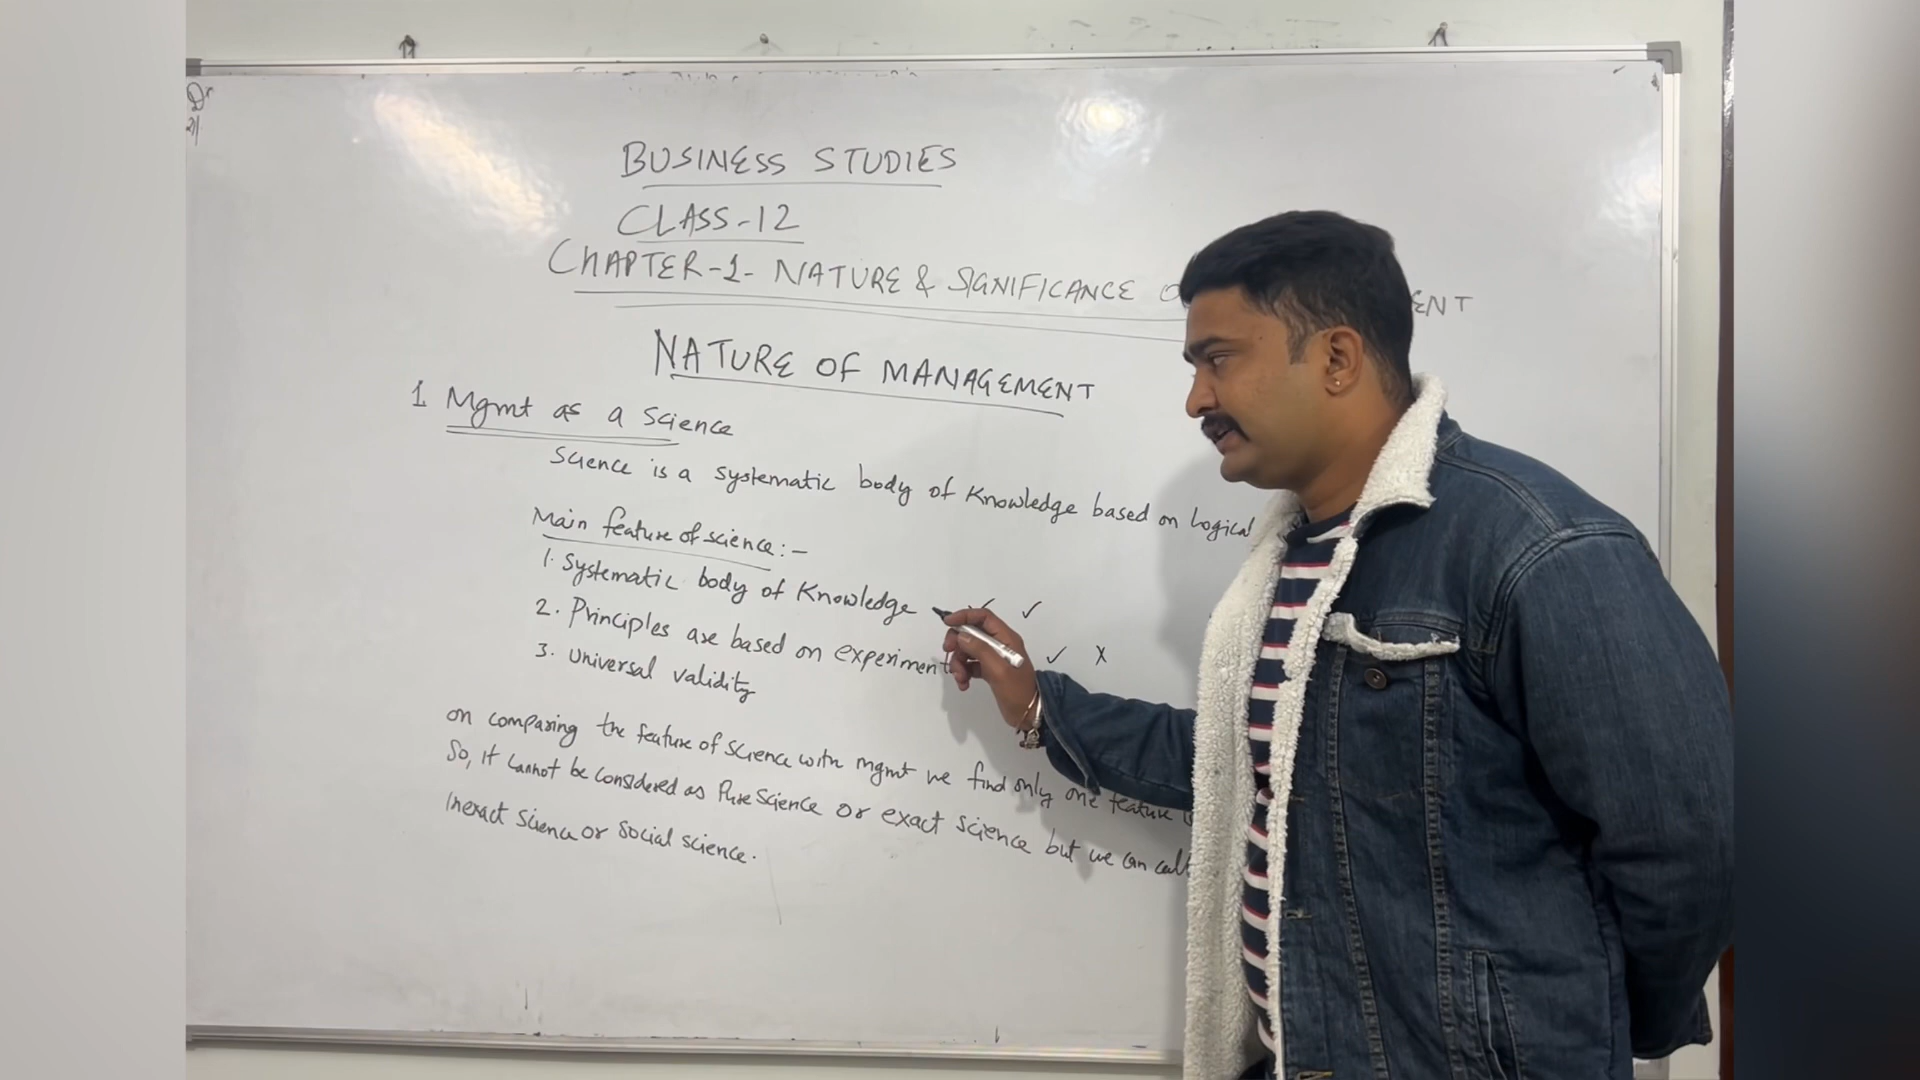 BUSINESS STUDIES
CLASS-12
CHAPTER-1- NATURE & SIGNIFICANCE
NATURE OF MANAGEMENT
1 Mgmt as a Science
Science is a systematic body of Knowledge based on logical
Main feature of science:-
1. Systematic body of Knowledge ✓ ✓
2. Principles are based on experiment ✓ X
3. Universal validity
on comparing the feature of science with mgmt we find only one feature
So, it cannot be considered as Pure Science or exact science but we can call
Inexact science or social science.